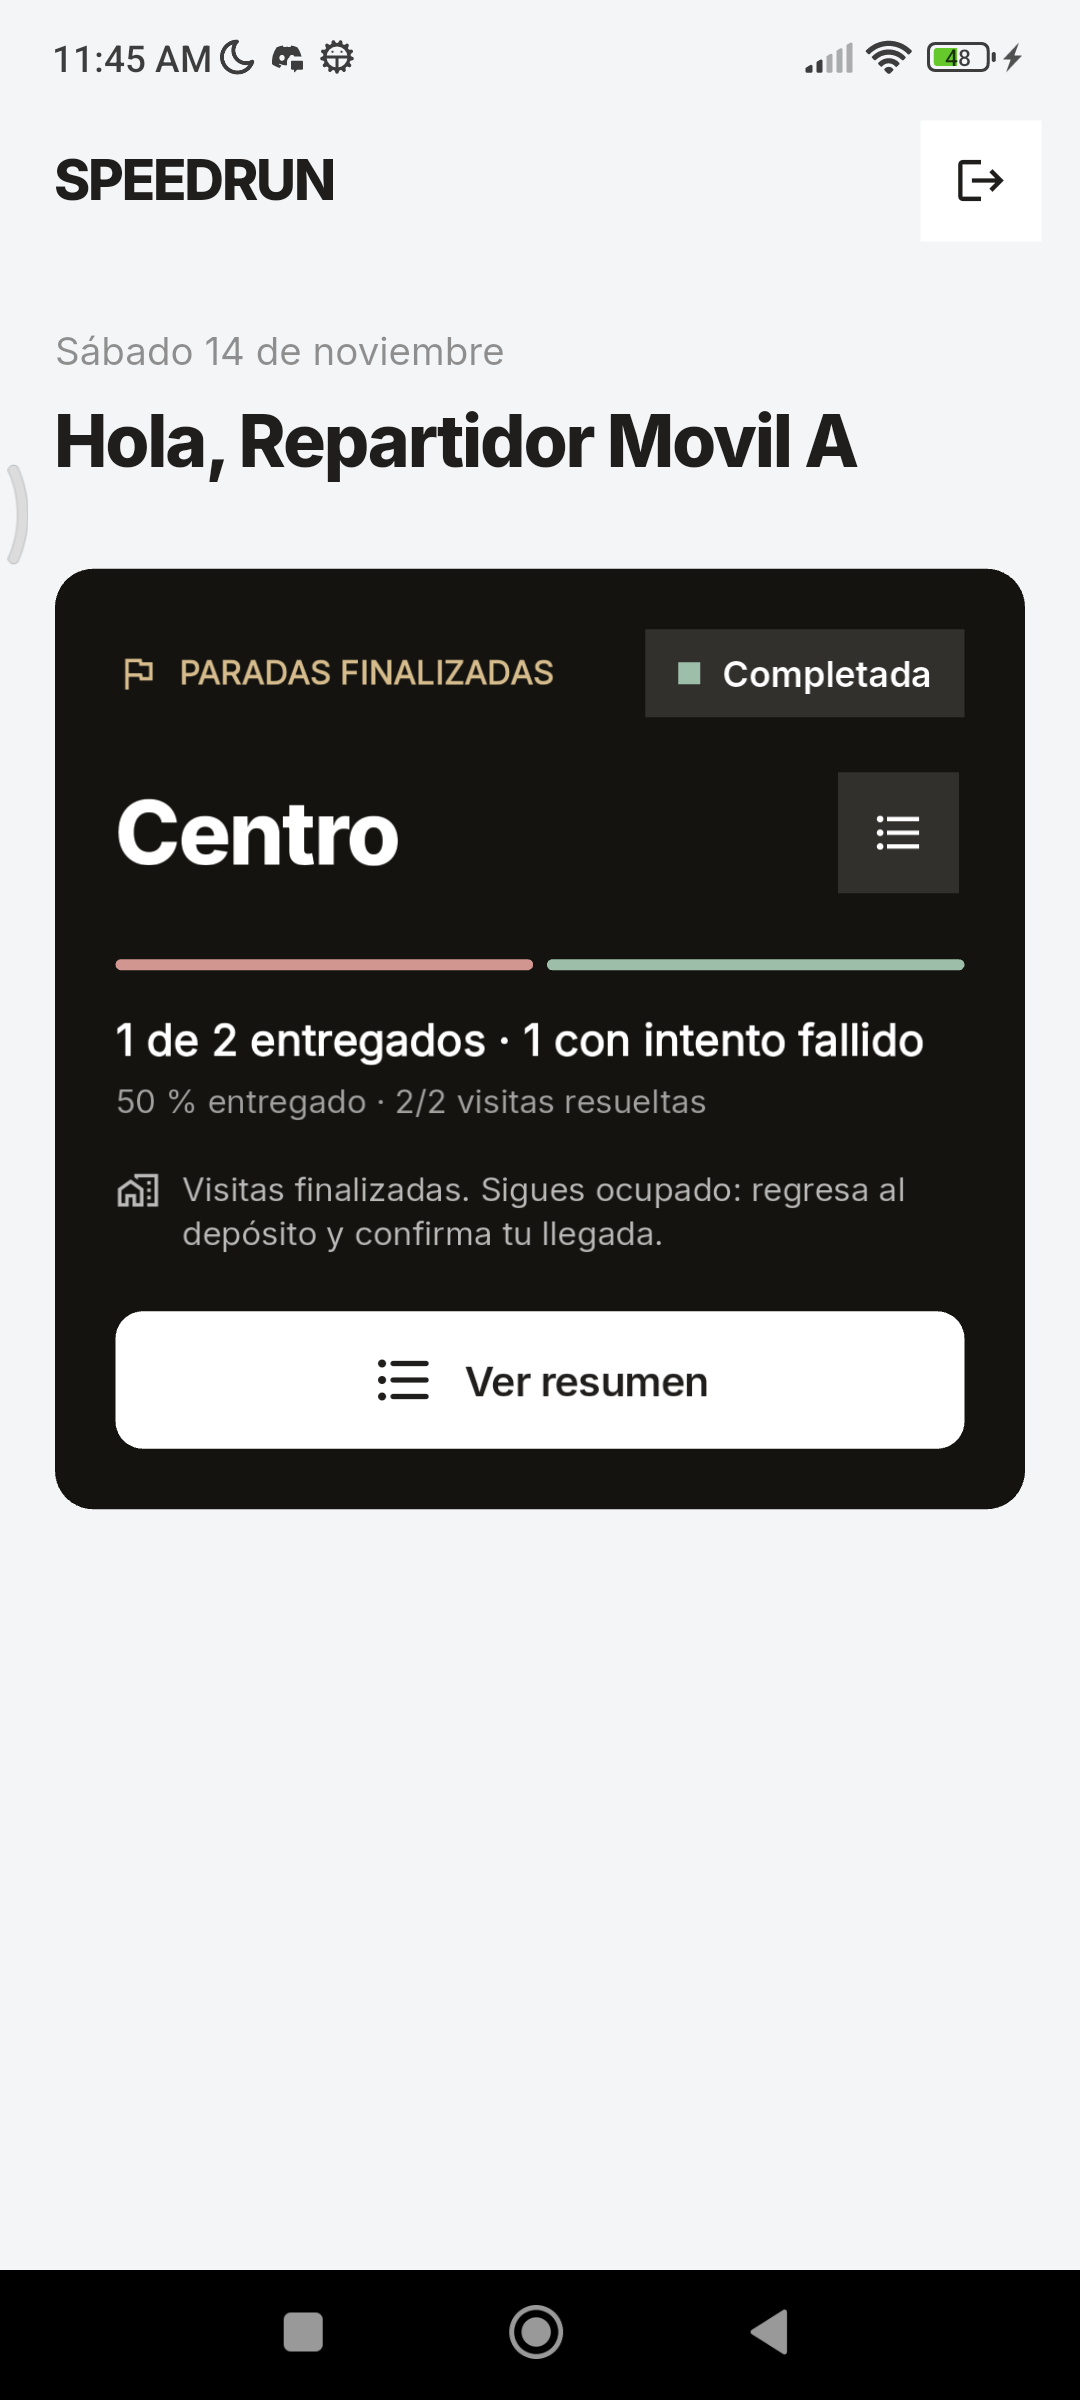 11:45 AM
48
SPEEDRUN
Sábado 14 de noviembre
Hola, Repartidor Movil A
PARADAS FINALIZADAS
Completada
Centro
1 de 2 entregados · 1 con intento fallido
50 % entregado · 2/2 visitas resueltas
Visitas finalizadas. Sigues ocupado: regresa al
depósito y confirma tu llegada.
Ver resumen